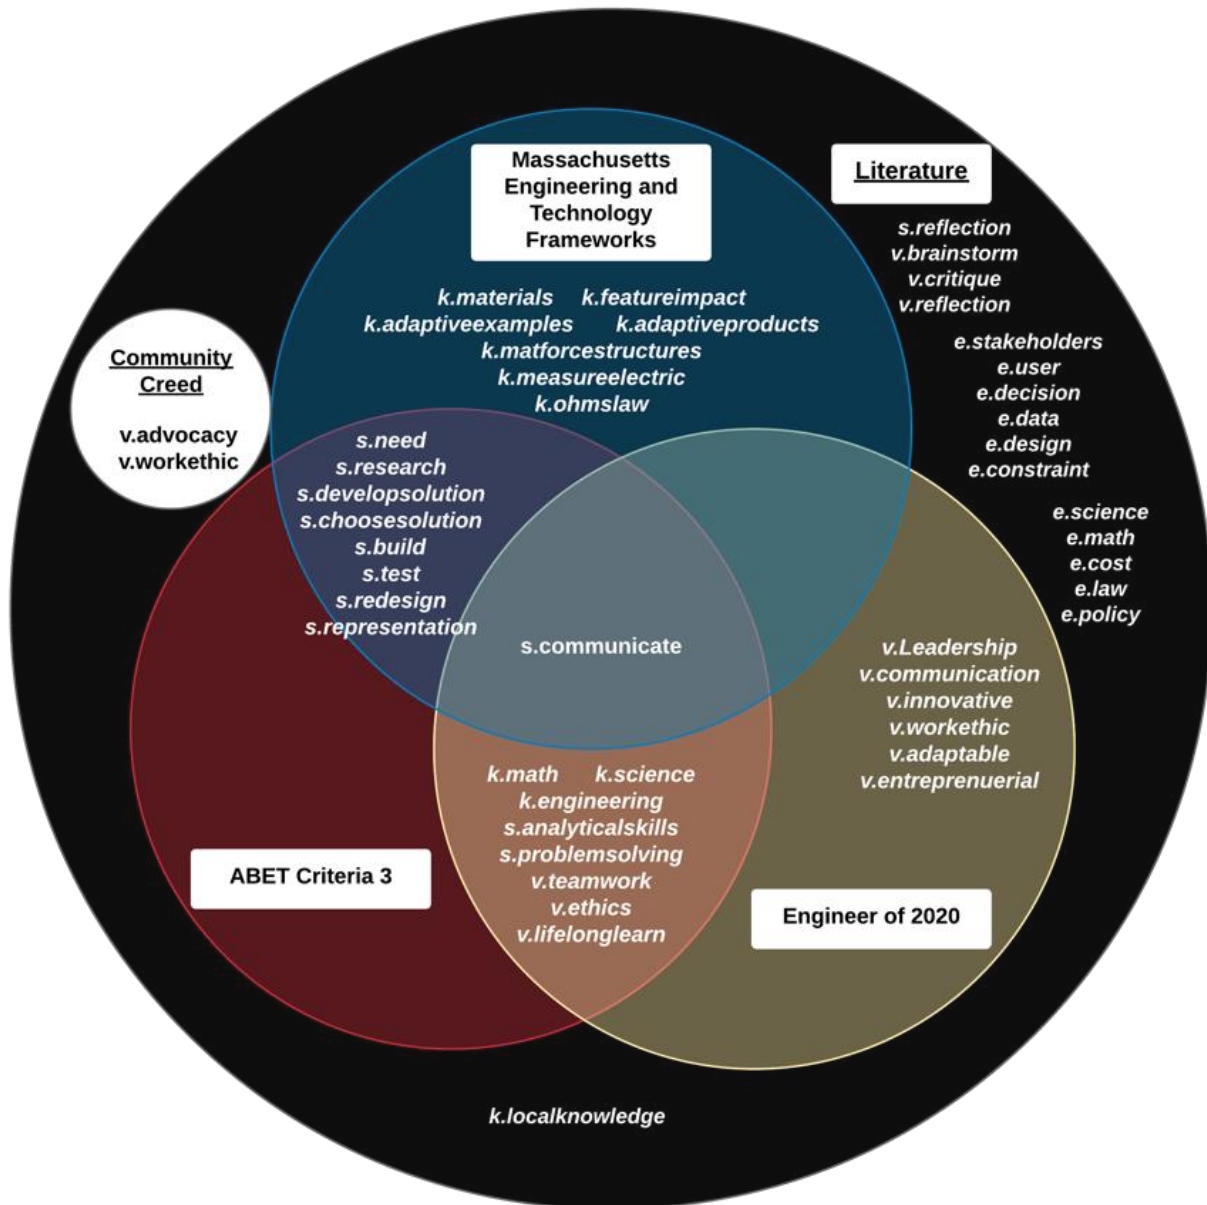 Massachusetts
Engineering and
Technology
Frameworks
k.materials k.featureimpact
k.adaptiveexamples k.adaptiveproducts
k.matforcestructures
k.measureelectric
k.ohmslaw
Literature
s.reflection
v.brainstorm
v.critique
v.reflection
e.stakeholders
e.user
e.decision
e.data
e.design
e.constraint
e.science
e.math
e.cost
e.law
e.policy
Community
Creed
v.advocacy
v.workethic
s.need
s.research
s.developsolution
s.choosesolution
s.build
s.test
s.redesign
s.representation
s.communicate
v.Leadership
v.communication
v.innovative
v.workethic
v.adaptable
v.entreprenuerial
k.math k.science
k.engineering
s.analyticalskills
s.problemsolving
v.teamwork
v.ethics
v.lifelonglearn
ABET Criteria 3
Engineer of 2020
k.localknowledge